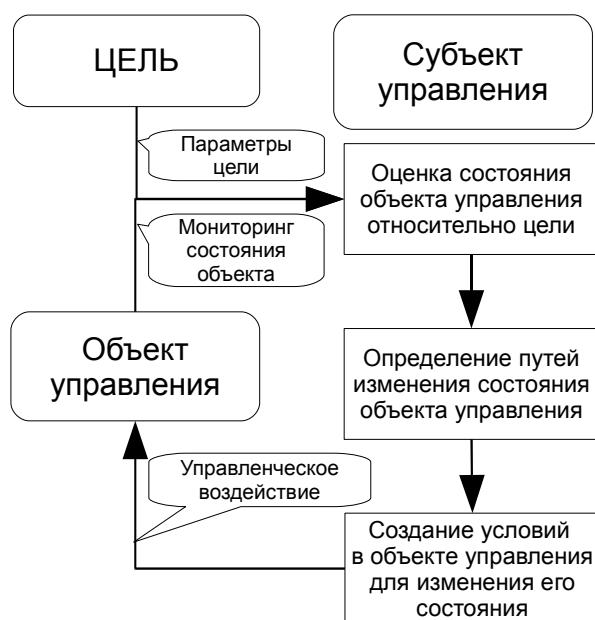 ЦЕЛЬ
Субъект
управления
Параметры
цели
Оценка состояния
объекта управления
относительно цели
Мониторинг
состояния
объекта
Объект
управления
Определение путей
изменения состояния
объекта управления
Управленческое
воздействие
Создание условий
в объекте управления
для изменения его
состояния